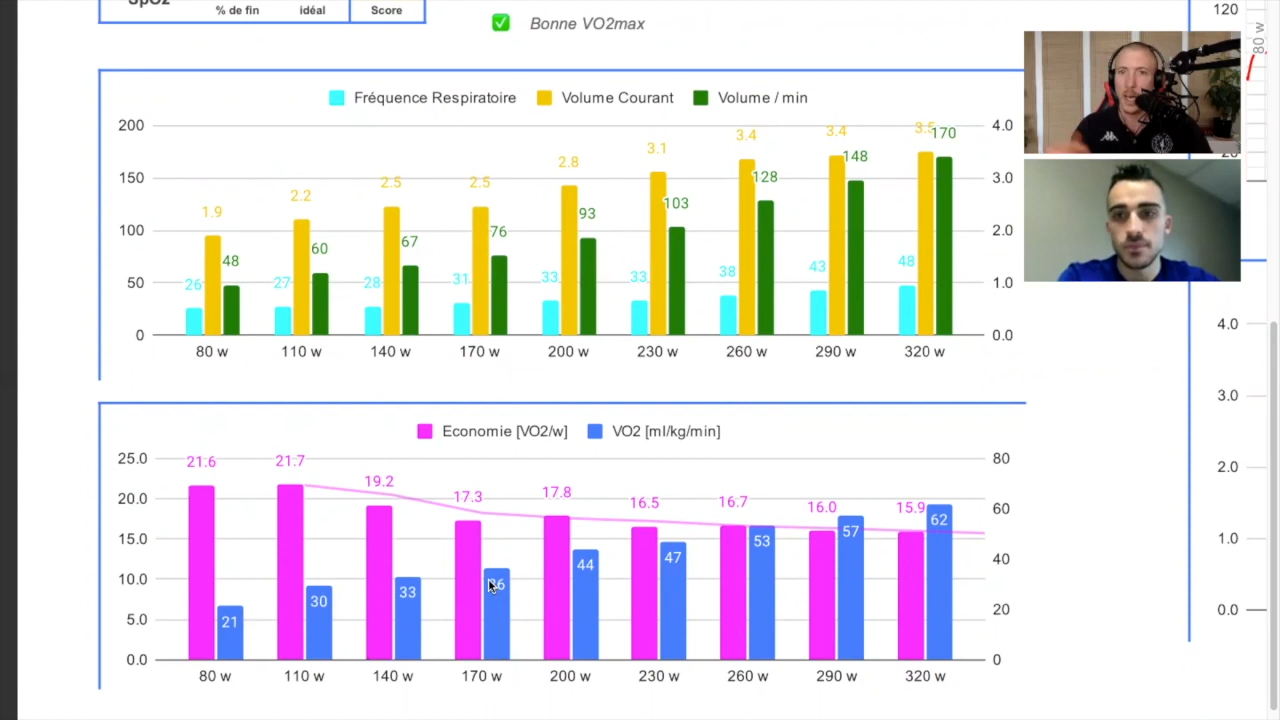 SpO2
% de fin idéal Score
✅ Bonne VO2max
Fréquence Respiratoire Volume Courant Volume / min
200 4.0
150 3.0
100 2.0
50 1.0
0 0.0
1.9 2.2 2.5 2.5 2.8 3.1 3.4 3.4 3.5
48 60 67 76 93 103 128 148 170
26 27 28 31 33 33 38 43 48
80 w 110 w 140 w 170 w 200 w 230 w 260 w 290 w 320 w
Economie [VO2/w] VO2 [ml/kg/min]
25.0 80
20.0 60
15.0 40
10.0 20
5.0
0.0 0
21.6 21.7 19.2 17.3 17.8 16.5 16.7 16.0 15.9
21 30 33 36 44 47 53 57 62
80 w 110 w 140 w 170 w 200 w 230 w 260 w 290 w 320 w
120
80 w
20
4.0
3.0
2.0
1.0
0.0